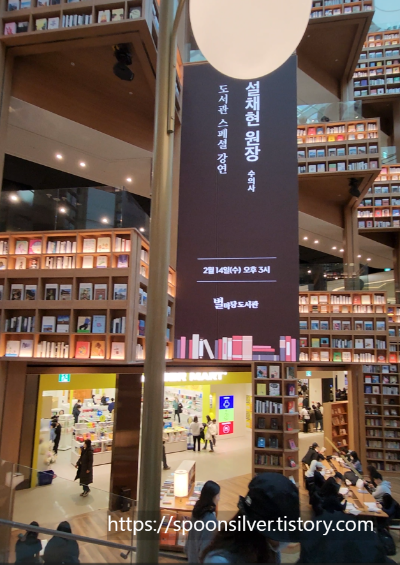 설채현 원장 수의사
도서관 스페셜 강연
2월 14일(수) 오후 3시
별마당 도서관
https://spoonsilver.tistory.com